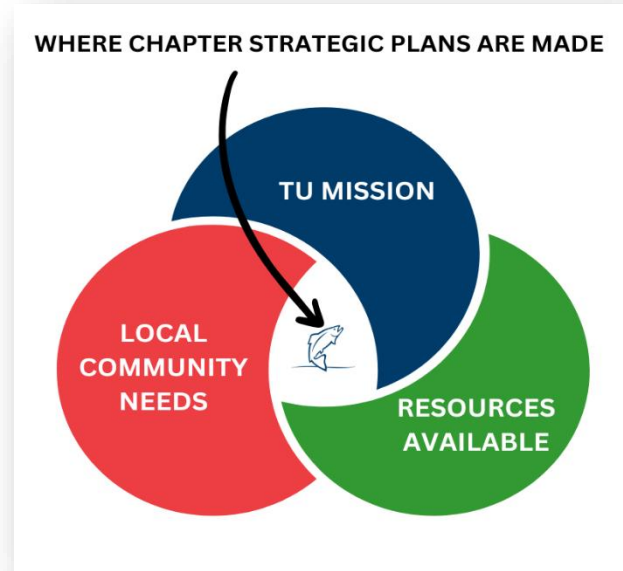 WHERE CHAPTER STRATEGIC PLANS ARE MADE
TU MISSION
LOCAL
COMMUNITY
NEEDS
RESOURCES
AVAILABLE